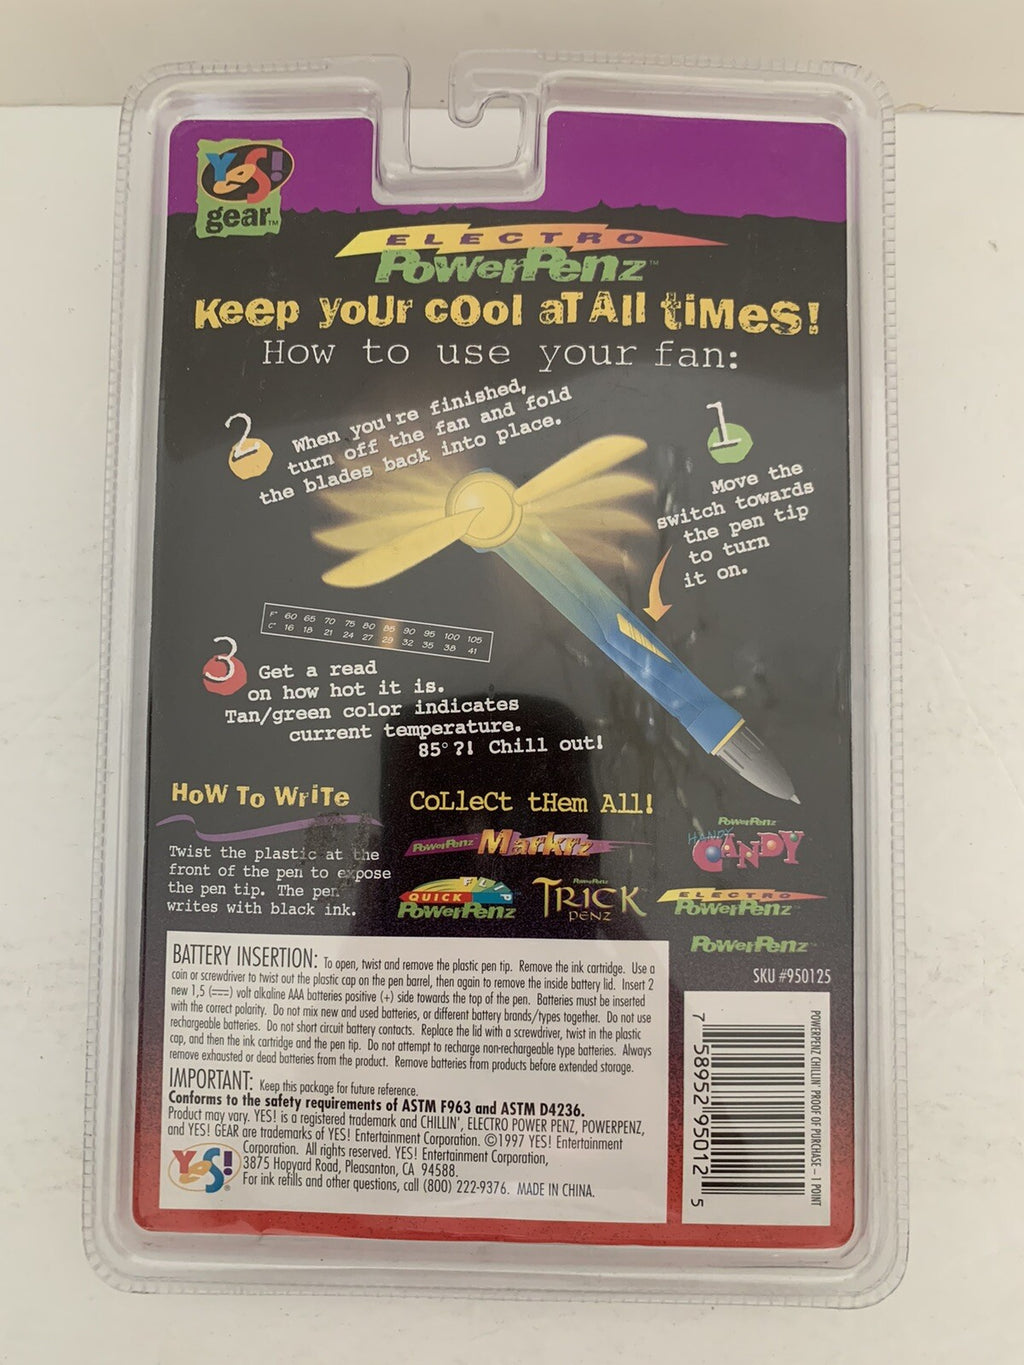 YeS!
gear™
ELECTRO
PowerPenz™
Keep youR cOol aT All tiMes!
How to use your fan:
1
Move the
switch towards
the pen tip
to turn
it on.
2
When you're finished,
turn off the fan and fold
the blades back into place.
F° 60 65 70 75 80 85 90 95 100 105
C° 16 18 21 24 27 29 32 35 38 41
3
Get a read
on how hot it is.
Tan/green color indicates
current temperature.
85°?! Chill out!
HoW To WriTe
Twist the plastic at the
front of the pen to expose
the pen tip. The pen
writes with black ink.
CoLleCt tHem All!
PowerPenz Markrz
PowerPenz
HANDY CANDY
QUICK FLIP
PowerPenz
PowerPenz
TRICK
PENZ
ELECTRO
PowerPenz
PowerPenz™
SKU #950125
BATTERY INSERTION: To open, twist and remove the plastic pen tip. Remove the ink cartridge. Use a
coin or screwdriver to twist out the plastic cap on the pen barrel, then again to remove the inside battery lid. Insert 2
new 1,5 (===) volt alkaline AAA batteries positive (+) side towards the top of the pen. Batteries must be inserted
with the correct polarity. Do not mix new and used batteries, or different battery brands/types together. Do not use
rechargeable batteries. Do not short circuit battery contacts. Replace the lid with a screwdriver, twist in the plastic
cap, and then the ink cartridge and the pen tip. Do not attempt to recharge non-rechargeable type batteries. Always
remove exhausted or dead batteries from the product. Remove batteries from products before extended storage.
IMPORTANT: Keep this package for future reference.
Conforms to the safety requirements of ASTM F963 and ASTM D4236.
Product may vary. YES! is a registered trademark and CHILLIN', ELECTRO POWER PENZ, POWERPENZ,
and YES! GEAR are trademarks of YES! Entertainment Corporation. ©1997 YES! Entertainment
Corporation. All rights reserved. YES! Entertainment Corporation,
3875 Hopyard Road, Pleasanton, CA 94588.
For ink refills and other questions, call (800) 222-9376. MADE IN CHINA.
YeS!®
7 58952 95012 5
POWERPENZ CHILLIN' PROOF OF PURCHASE – 1 POINT